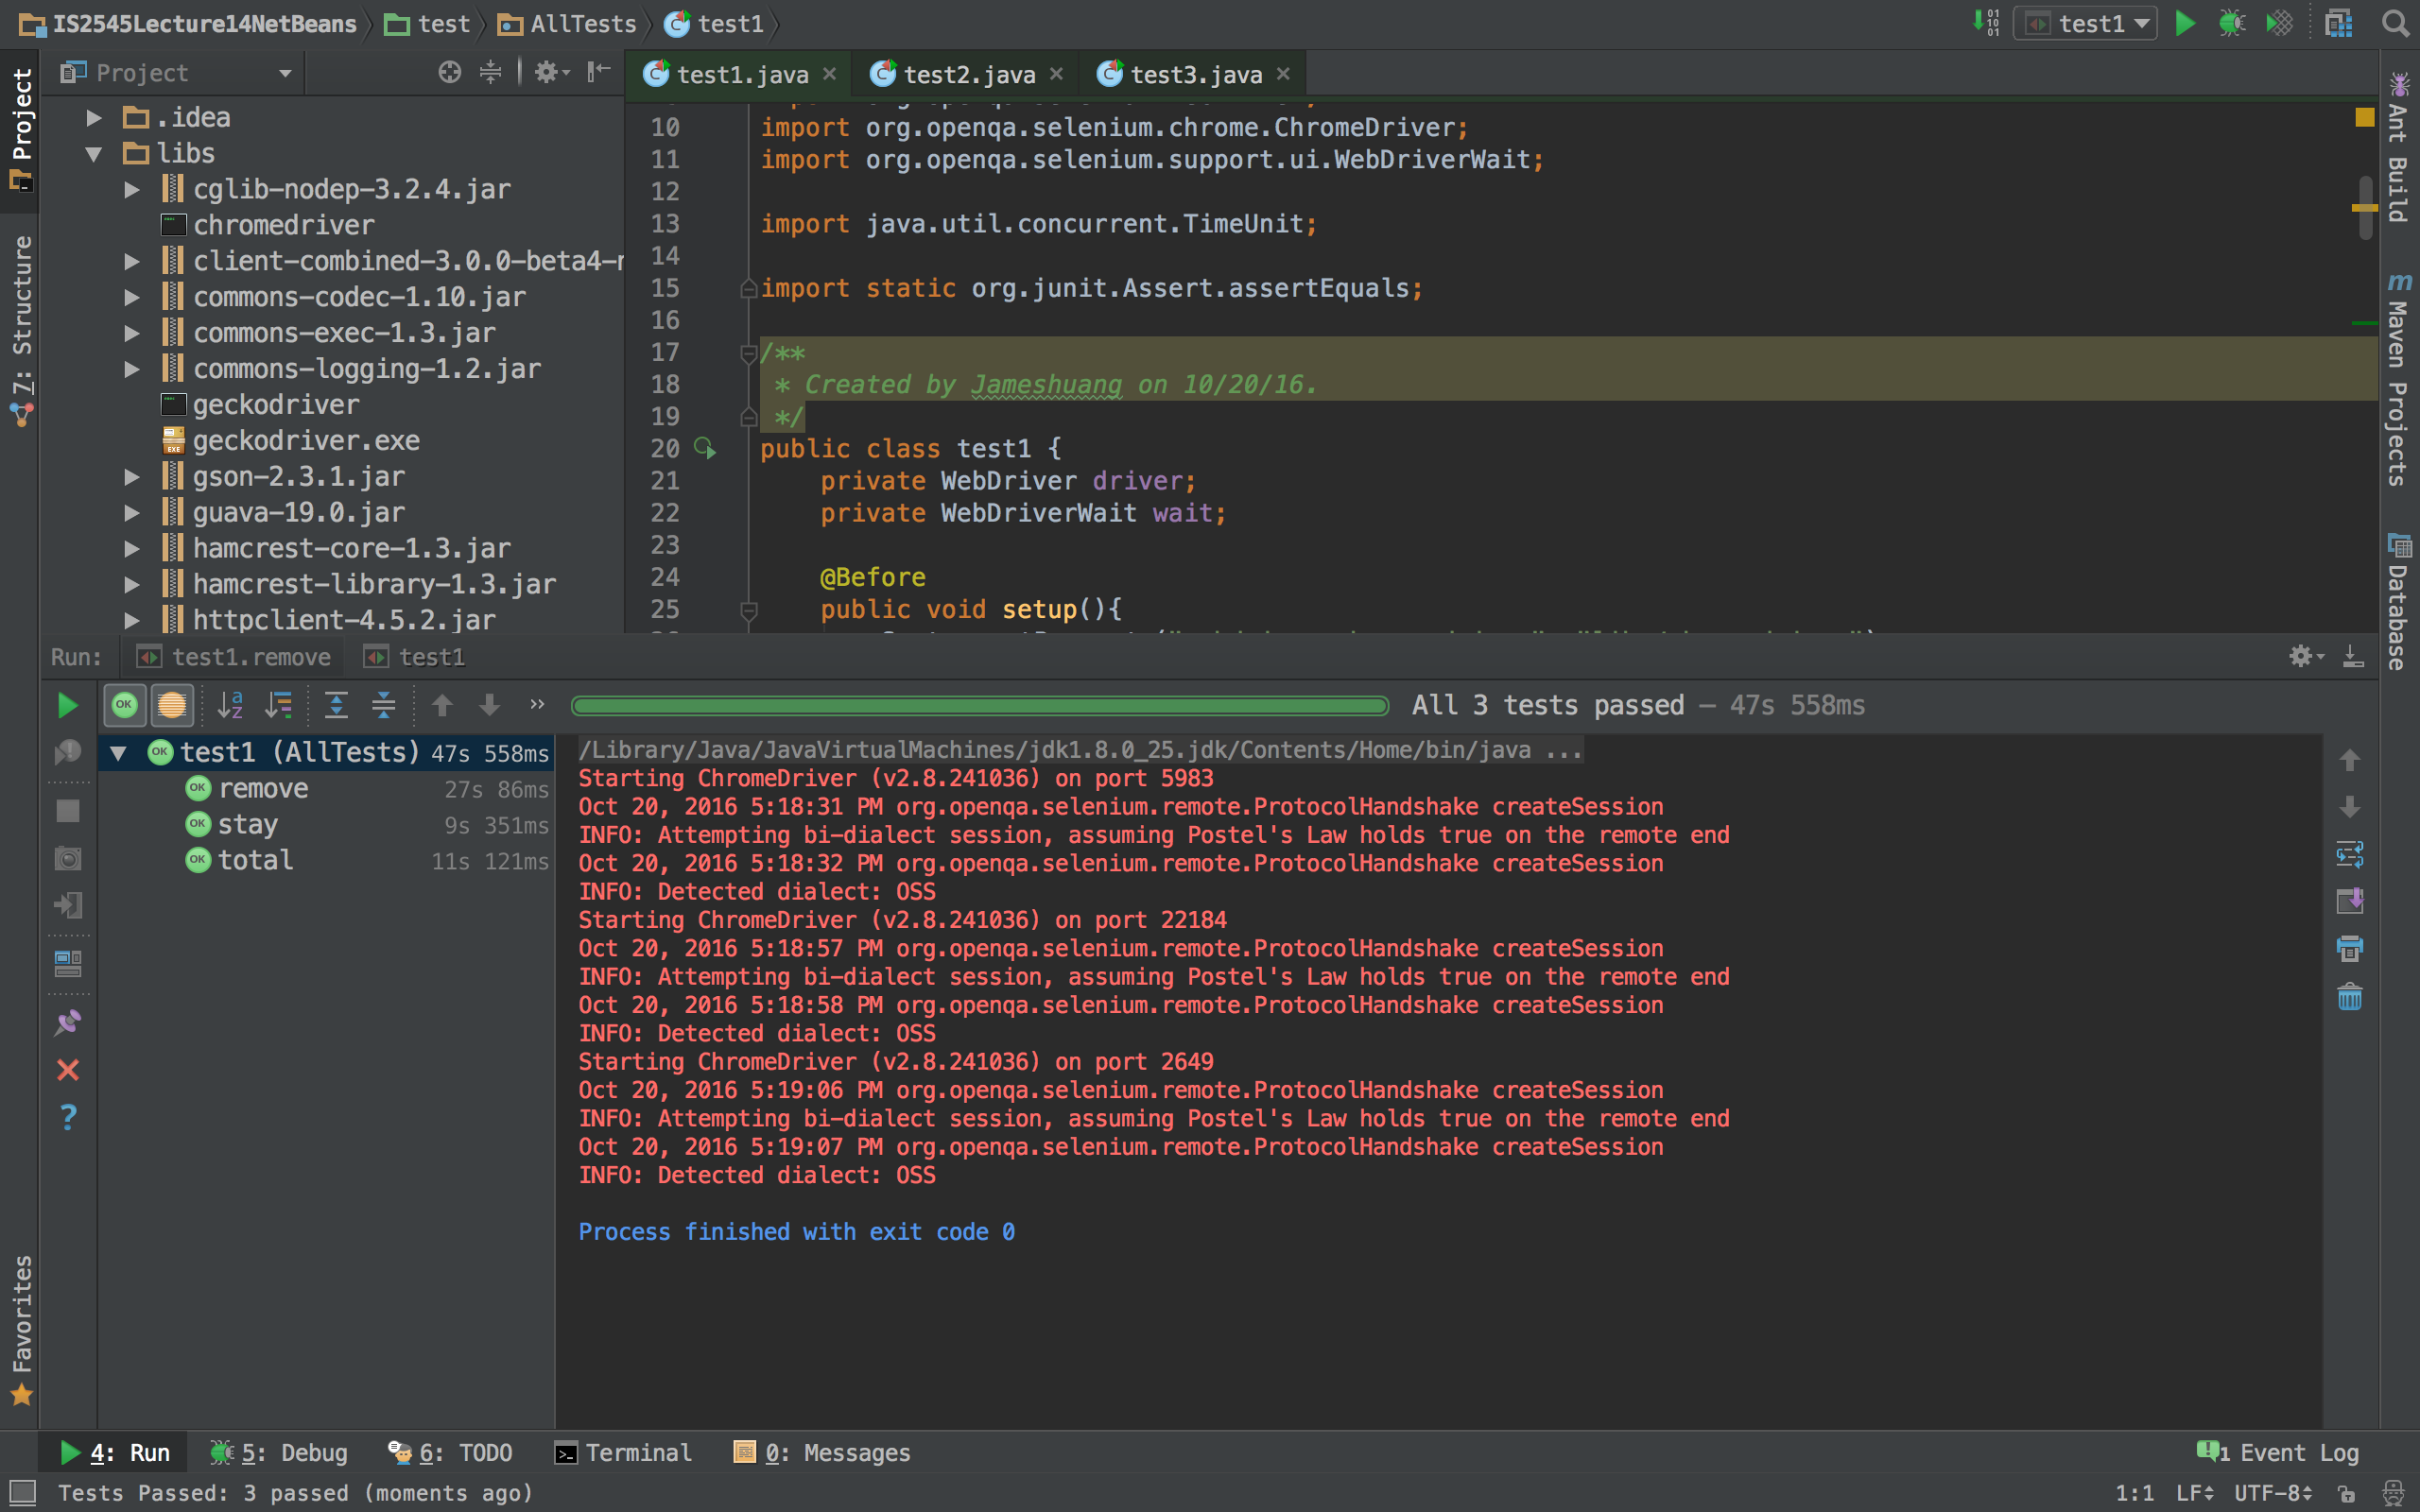 IS2545Lecture14NetBeans test AllTests test1
test1
Project
test1.java test2.java test3.java
.idea
libs
cglib-nodep-3.2.4.jar
chromedriver
client-combined-3.0.0-beta4-
commons-codec-1.10.jar
commons-exec-1.3.jar
commons-logging-1.2.jar
geckodriver
geckodriver.exe
gson-2.3.1.jar
guava-19.0.jar
hamcrest-core-1.3.jar
hamcrest-library-1.3.jar
httpclient-4.5.2.jar
10 import org.openqa.selenium.chrome.ChromeDriver;
11 import org.openqa.selenium.support.ui.WebDriverWait;
12
13 import java.util.concurrent.TimeUnit;
14
15 import static org.junit.Assert.assertEquals;
16
17 /**
18 * Created by Jameshuang on 10/20/16.
19 */
20 public class test1 {
21 private WebDriver driver;
22 private WebDriverWait wait;
23
24 @Before
25 public void setup(){
Project
7: Structure
Favorites
Ant Build
Maven Projects
Database
Run: test1.remove test1
All 3 tests passed – 47s 558ms
test1 (AllTests) 47s 558ms
remove 27s 86ms
stay 9s 351ms
total 11s 121ms
/Library/Java/JavaVirtualMachines/jdk1.8.0_25.jdk/Contents/Home/bin/java ...
Starting ChromeDriver (v2.8.241036) on port 5983
Oct 20, 2016 5:18:31 PM org.openqa.selenium.remote.ProtocolHandshake createSession
INFO: Attempting bi-dialect session, assuming Postel's Law holds true on the remote end
Oct 20, 2016 5:18:32 PM org.openqa.selenium.remote.ProtocolHandshake createSession
INFO: Detected dialect: OSS
Starting ChromeDriver (v2.8.241036) on port 22184
Oct 20, 2016 5:18:57 PM org.openqa.selenium.remote.ProtocolHandshake createSession
INFO: Attempting bi-dialect session, assuming Postel's Law holds true on the remote end
Oct 20, 2016 5:18:58 PM org.openqa.selenium.remote.ProtocolHandshake createSession
INFO: Detected dialect: OSS
Starting ChromeDriver (v2.8.241036) on port 2649
Oct 20, 2016 5:19:06 PM org.openqa.selenium.remote.ProtocolHandshake createSession
INFO: Attempting bi-dialect session, assuming Postel's Law holds true on the remote end
Oct 20, 2016 5:19:07 PM org.openqa.selenium.remote.ProtocolHandshake createSession
INFO: Detected dialect: OSS
Process finished with exit code 0
4: Run 5: Debug 6: TODO Terminal 0: Messages 1 Event Log
Tests Passed: 3 passed (moments ago) 1:1 LF UTF-8